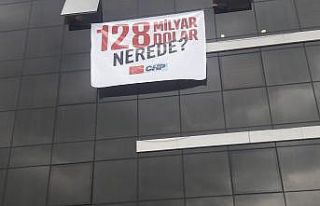 128 MİLYAR
DOLAR
NEREDE?
CHP